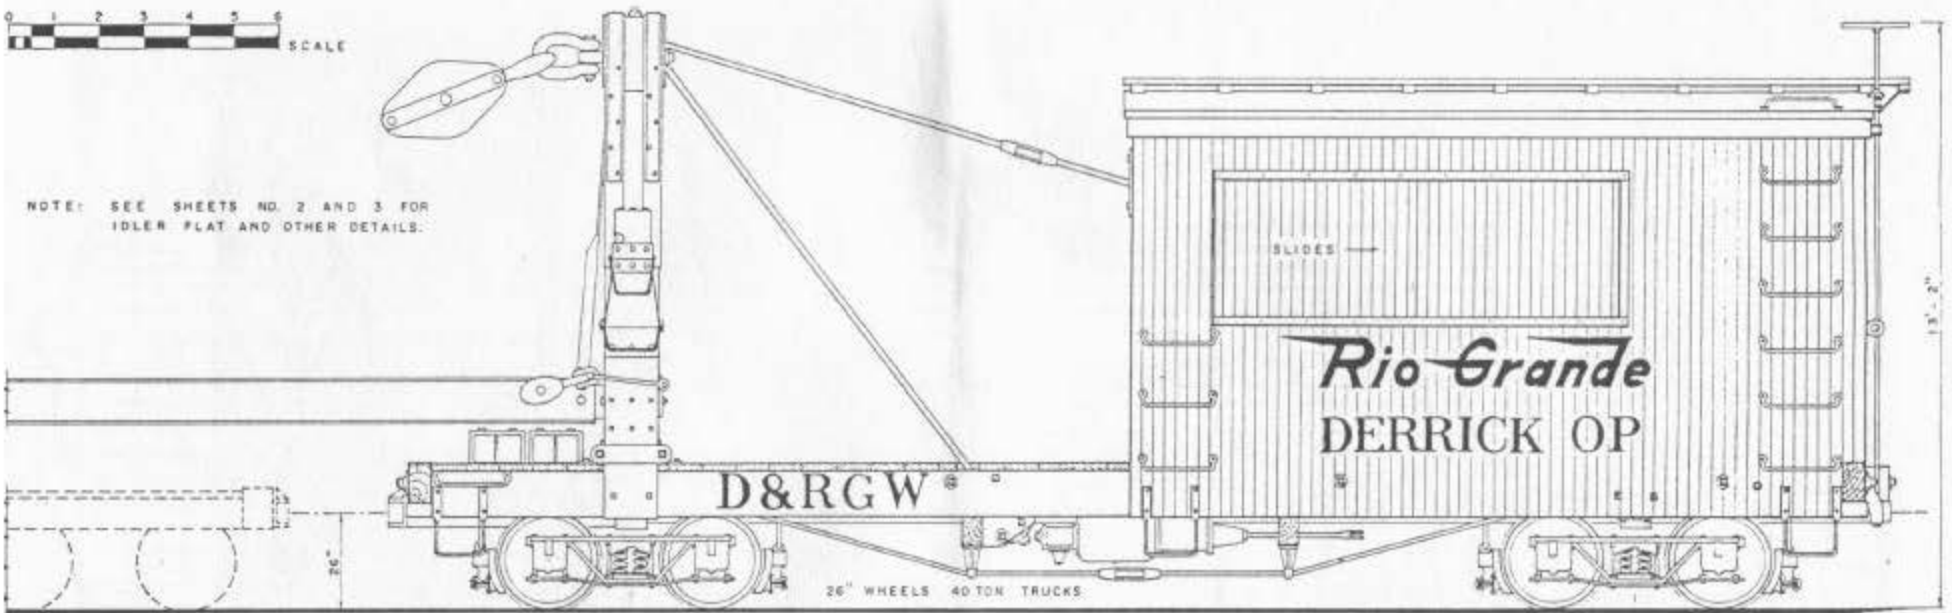 0 1 2 3 4 5 6
SCALE
NOTE: SEE SHEETS NO. 2 AND 3 FOR
IDLER FLAT AND OTHER DETAILS.
SLIDES
Rio Grande
DERRICK OP
D&RGW
13'-2"
26"
26" WHEELS 40 TON TRUCKS